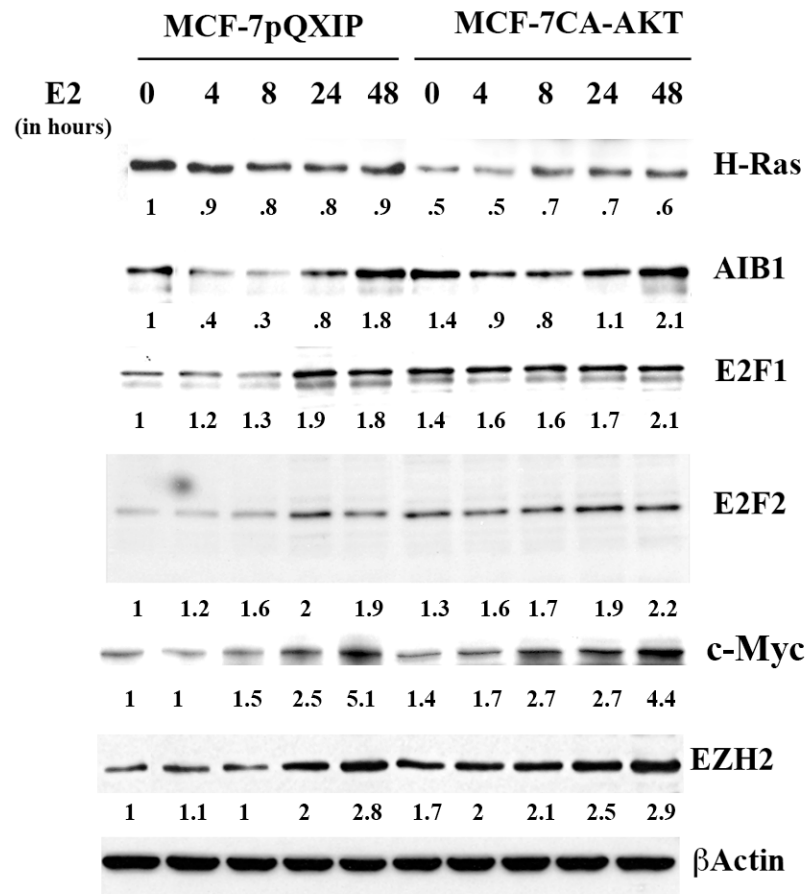 MCF-7pQXIP MCF-7CA-AKT
E2 0 4 8 24 48 0 4 8 24 48
(in hours)
H-Ras
1 .9 .8 .8 .9 .5 .5 .7 .7 .6
AIB1
1 .4 .3 .8 1.8 1.4 .9 .8 1.1 2.1
E2F1
1 1.2 1.3 1.9 1.8 1.4 1.6 1.6 1.7 2.1
E2F2
1 1.2 1.6 2 1.9 1.3 1.6 1.7 1.9 2.2
c-Myc
1 1 1.5 2.5 5.1 1.4 1.7 2.7 2.7 4.4
EZH2
1 1.1 1 2 2.8 1.7 2 2.1 2.5 2.9
βActin